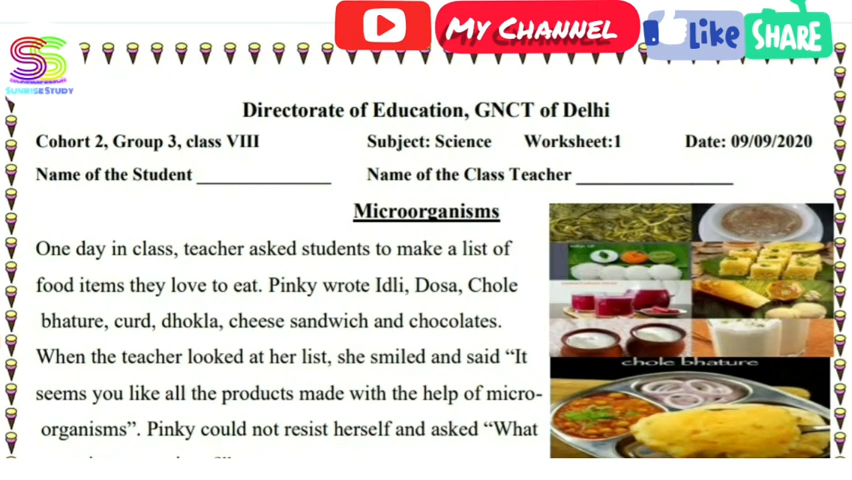 My Channel
Like SHARE
SS
SUNRISE STUDY
Directorate of Education, GNCT of Delhi
Cohort 2, Group 3, class VIII Subject: Science Worksheet:1 Date: 09/09/2020
Name of the Student _______________ Name of the Class Teacher _________________
Microorganisms
One day in class, teacher asked students to make a list of
food items they love to eat. Pinky wrote Idli, Dosa, Chole
bhature, curd, dhokla, cheese sandwich and chocolates.
When the teacher looked at her list, she smiled and said “It
seems you like all the products made with the help of micro-
organisms”. Pinky could not resist herself and asked “What
chole bhature